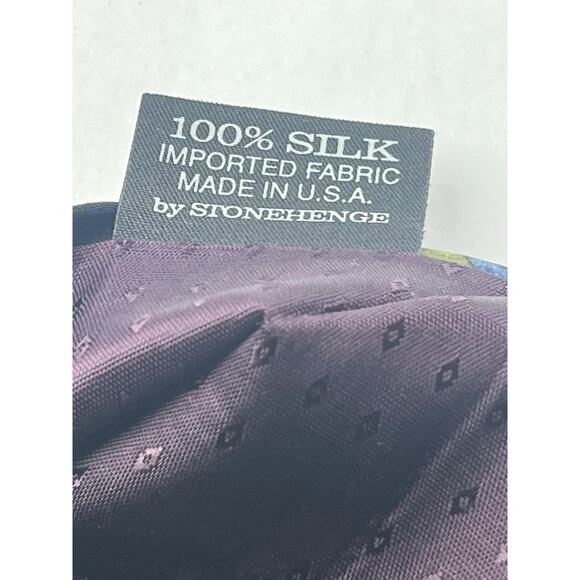 100% SILK
IMPORTED FABRIC
MADE IN U.S.A.
by STONEHENGE